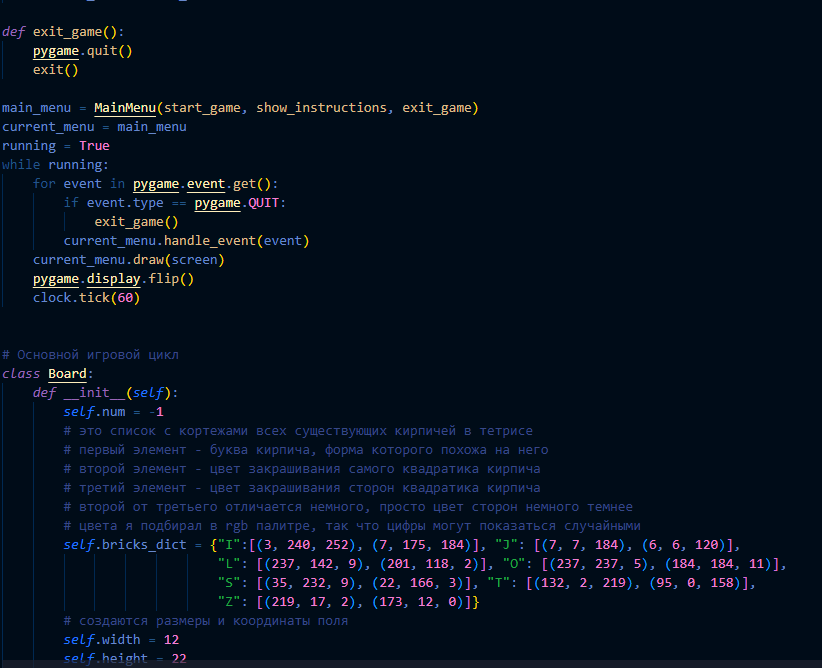 def exit_game():
    pygame.quit()
    exit()

main_menu = MainMenu(start_game, show_instructions, exit_game)
current_menu = main_menu
running = True
while running:
    for event in pygame.event.get():
        if event.type == pygame.QUIT:
            exit_game()
        current_menu.handle_event(event)
    current_menu.draw(screen)
    pygame.display.flip()
    clock.tick(60)


# Основной игровой цикл
class Board:
    def __init__(self):
        self.num = -1
        # это список с кортежами всех существующих кирпичей в тетрисе
        # первый элемент - буква кирпича, форма которого похожа на него
        # второй элемент - цвет закрашивания самого квадратика кирпича
        # третий элемент - цвет закрашивания сторон квадратика кирпича
        # второй от третьего отличается немного, просто цвет сторон немного темнее
        # цвета я подбирал в rgb палитре, так что цифры могут показаться случайными
        self.bricks_dict = {"I":[(3, 240, 252), (7, 175, 184)], "J": [(7, 7, 184), (6, 6, 120)],
                            "L": [(237, 142, 9), (201, 118, 2)], "O": [(237, 237, 5), (184, 184, 11)],
                            "S": [(35, 232, 9), (22, 166, 3)], "T": [(132, 2, 219), (95, 0, 158)],
                            "Z": [(219, 17, 2), (173, 12, 0)]}
        # создаются размеры и координаты поля
        self.width = 12
        self.height = 22